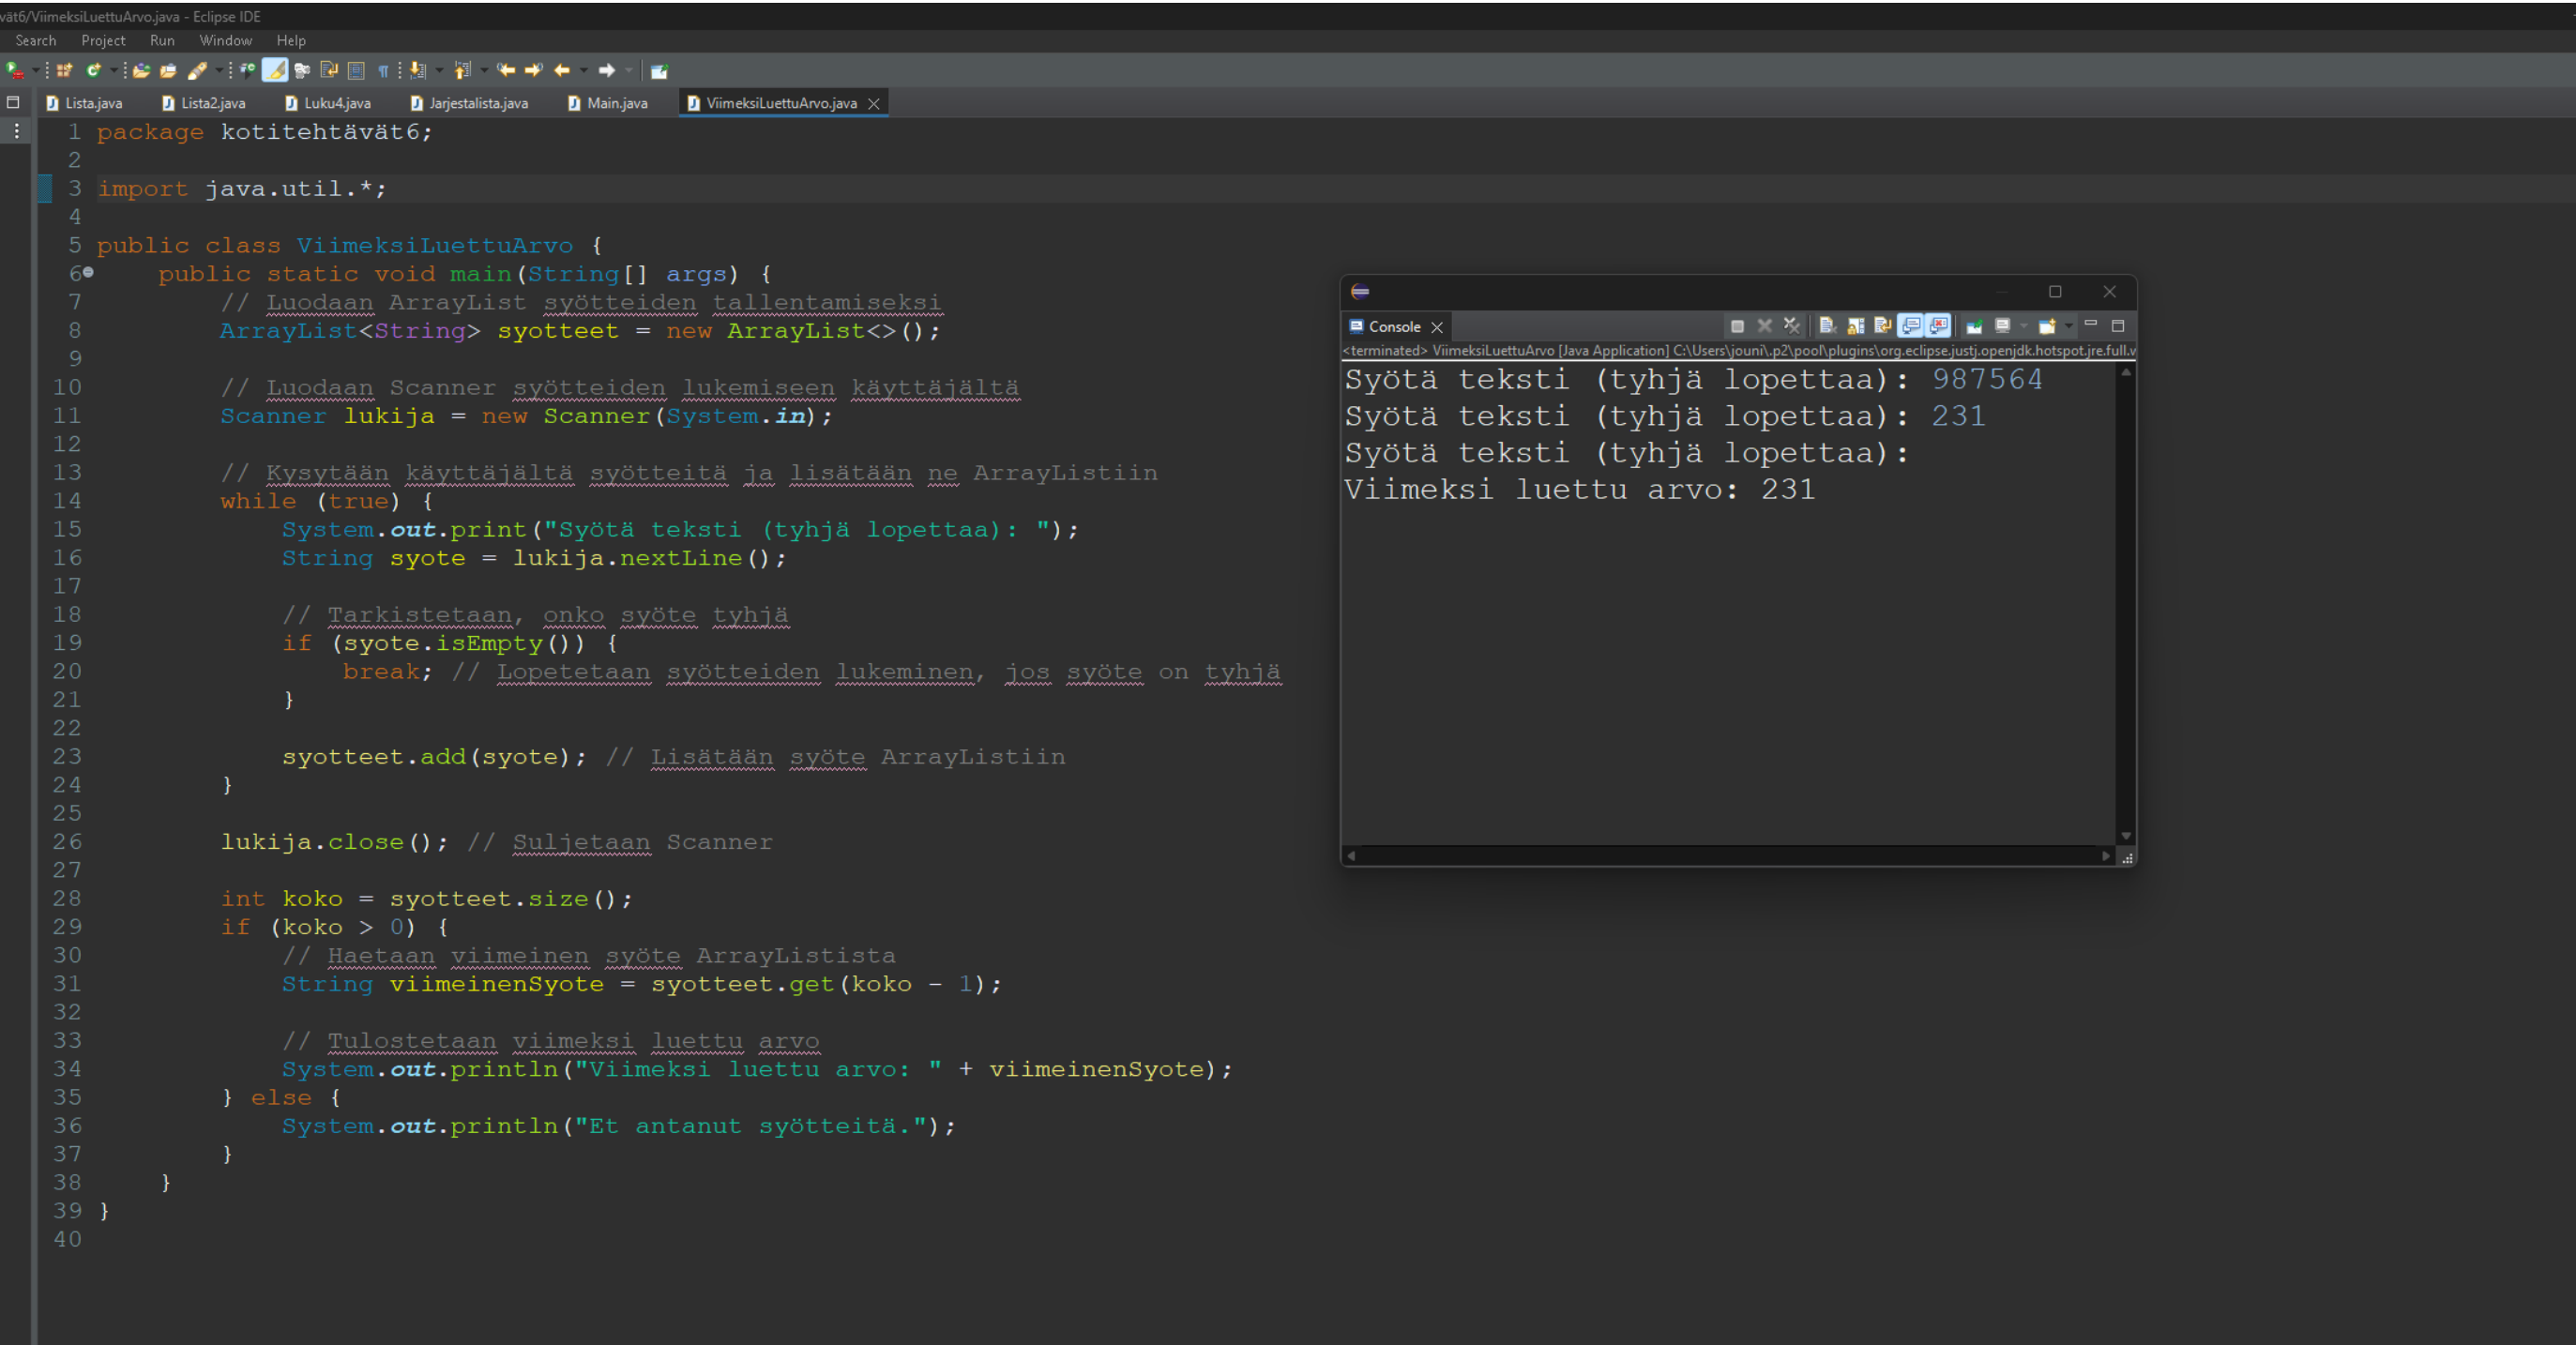 vät6/ViimeksiLuettuArvo.java - Eclipse IDE
Search Project Run Window Help
Lista.java Lista2.java Luku4.java Jarjestalista.java Main.java ViimeksiLuettuArvo.java
1 package kotitehtävät6;
2
3 import java.util.*;
4
5 public class ViimeksiLuettuArvo {
6 public static void main(String[] args) {
7 // Luodaan ArrayList syötteiden tallentamiseksi
8 ArrayList<String> syotteet = new ArrayList<>();
9
10 // Luodaan Scanner syötteiden lukemiseen käyttäjältä
11 Scanner lukija = new Scanner(System.in);
12
13 // Kysytään käyttäjältä syötteitä ja lisätään ne ArrayListiin
14 while (true) {
15 System.out.print("Syötä teksti (tyhjä lopettaa): ");
16 String syote = lukija.nextLine();
17
18 // Tarkistetaan, onko syöte tyhjä
19 if (syote.isEmpty()) {
20 break; // Lopetetaan syötteiden lukeminen, jos syöte on tyhjä
21 }
22
23 syotteet.add(syote); // Lisätään syöte ArrayListiin
24 }
25
26 lukija.close(); // Suljetaan Scanner
27
28 int koko = syotteet.size();
29 if (koko > 0) {
30 // Haetaan viimeinen syöte ArrayListista
31 String viimeinenSyote = syotteet.get(koko - 1);
32
33 // Tulostetaan viimeksi luettu arvo
34 System.out.println("Viimeksi luettu arvo: " + viimeinenSyote);
35 } else {
36 System.out.println("Et antanut syötteitä.");
37 }
38 }
39 }
40
Console
<terminated> ViimeksiLuettuArvo [Java Application] C:\Users\jouni\.p2\pool\plugins\org.eclipse.justj.openjdk.hotspot.jre.full.v
Syötä teksti (tyhjä lopettaa): 987564
Syötä teksti (tyhjä lopettaa): 231
Syötä teksti (tyhjä lopettaa):
Viimeksi luettu arvo: 231